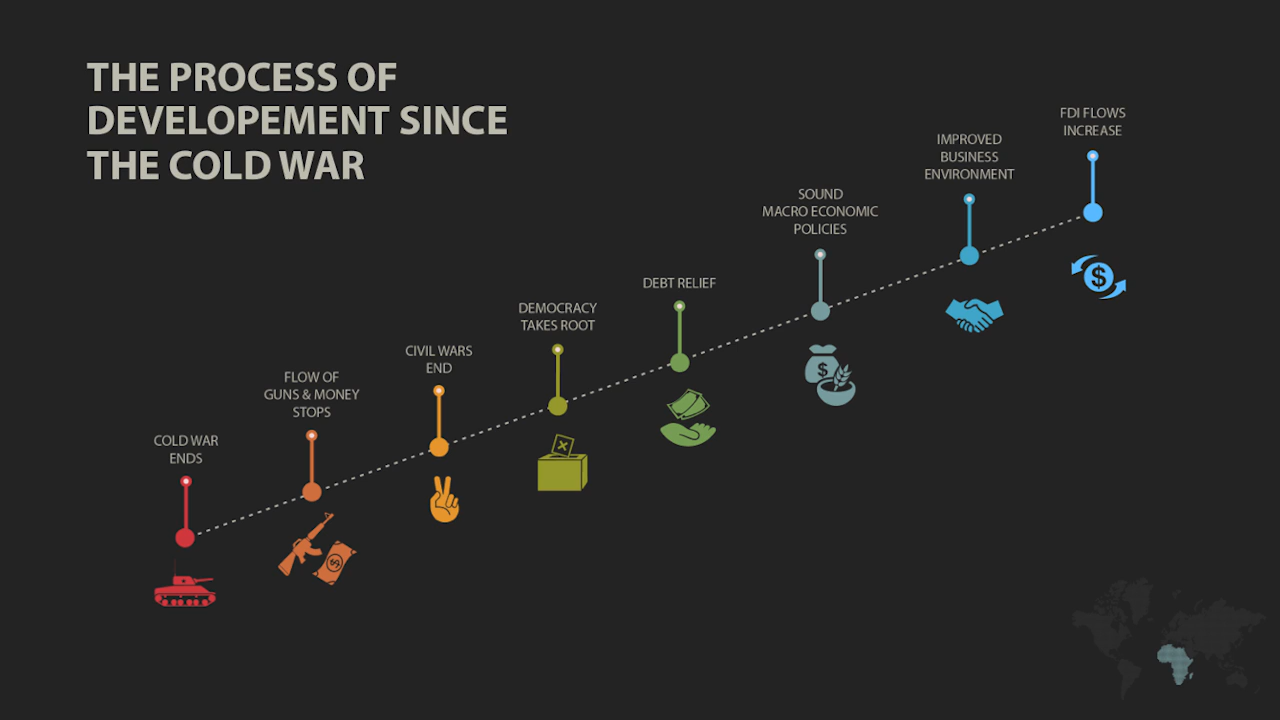 THE PROCESS OF
DEVELOPEMENT SINCE
THE COLD WAR
COLD WAR
ENDS
FLOW OF
GUNS & MONEY
STOPS
CIVIL WARS
END
DEMOCRACY
TAKES ROOT
DEBT RELIEF
SOUND
MACRO ECONOMIC
POLICIES
IMPROVED
BUSINESS
ENVIRONMENT
FDI FLOWS
INCREASE
$
$
$